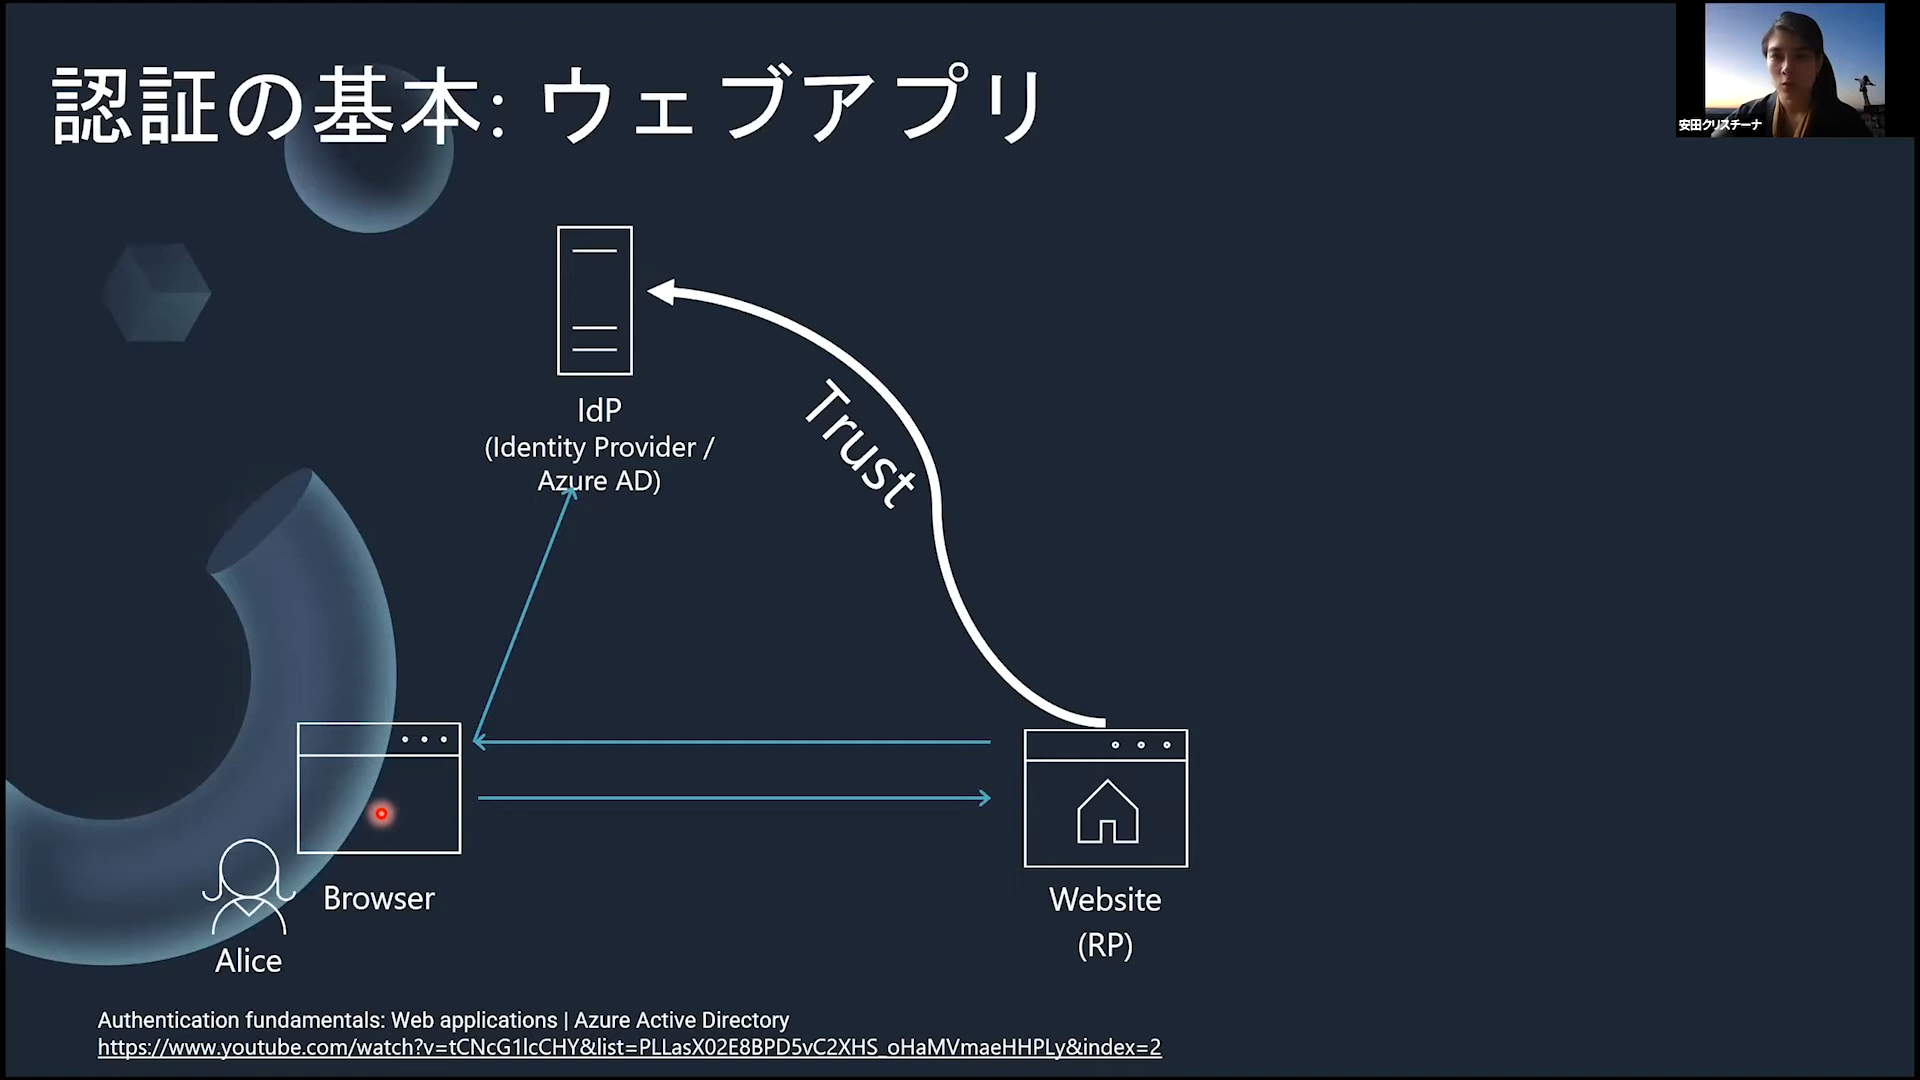 認証の基本: ウェブアプリ
安田クリスチーナ
IdP
(Identity Provider /
Azure AD)
Trust
Browser
Alice
Website
(RP)
Authentication fundamentals: Web applications | Azure Active Directory
https://www.youtube.com/watch?v=tCNcG1lcCHY&list=PLLasX02E8BPD5vC2XHS_oHaMVmaeHHPLy&index=2